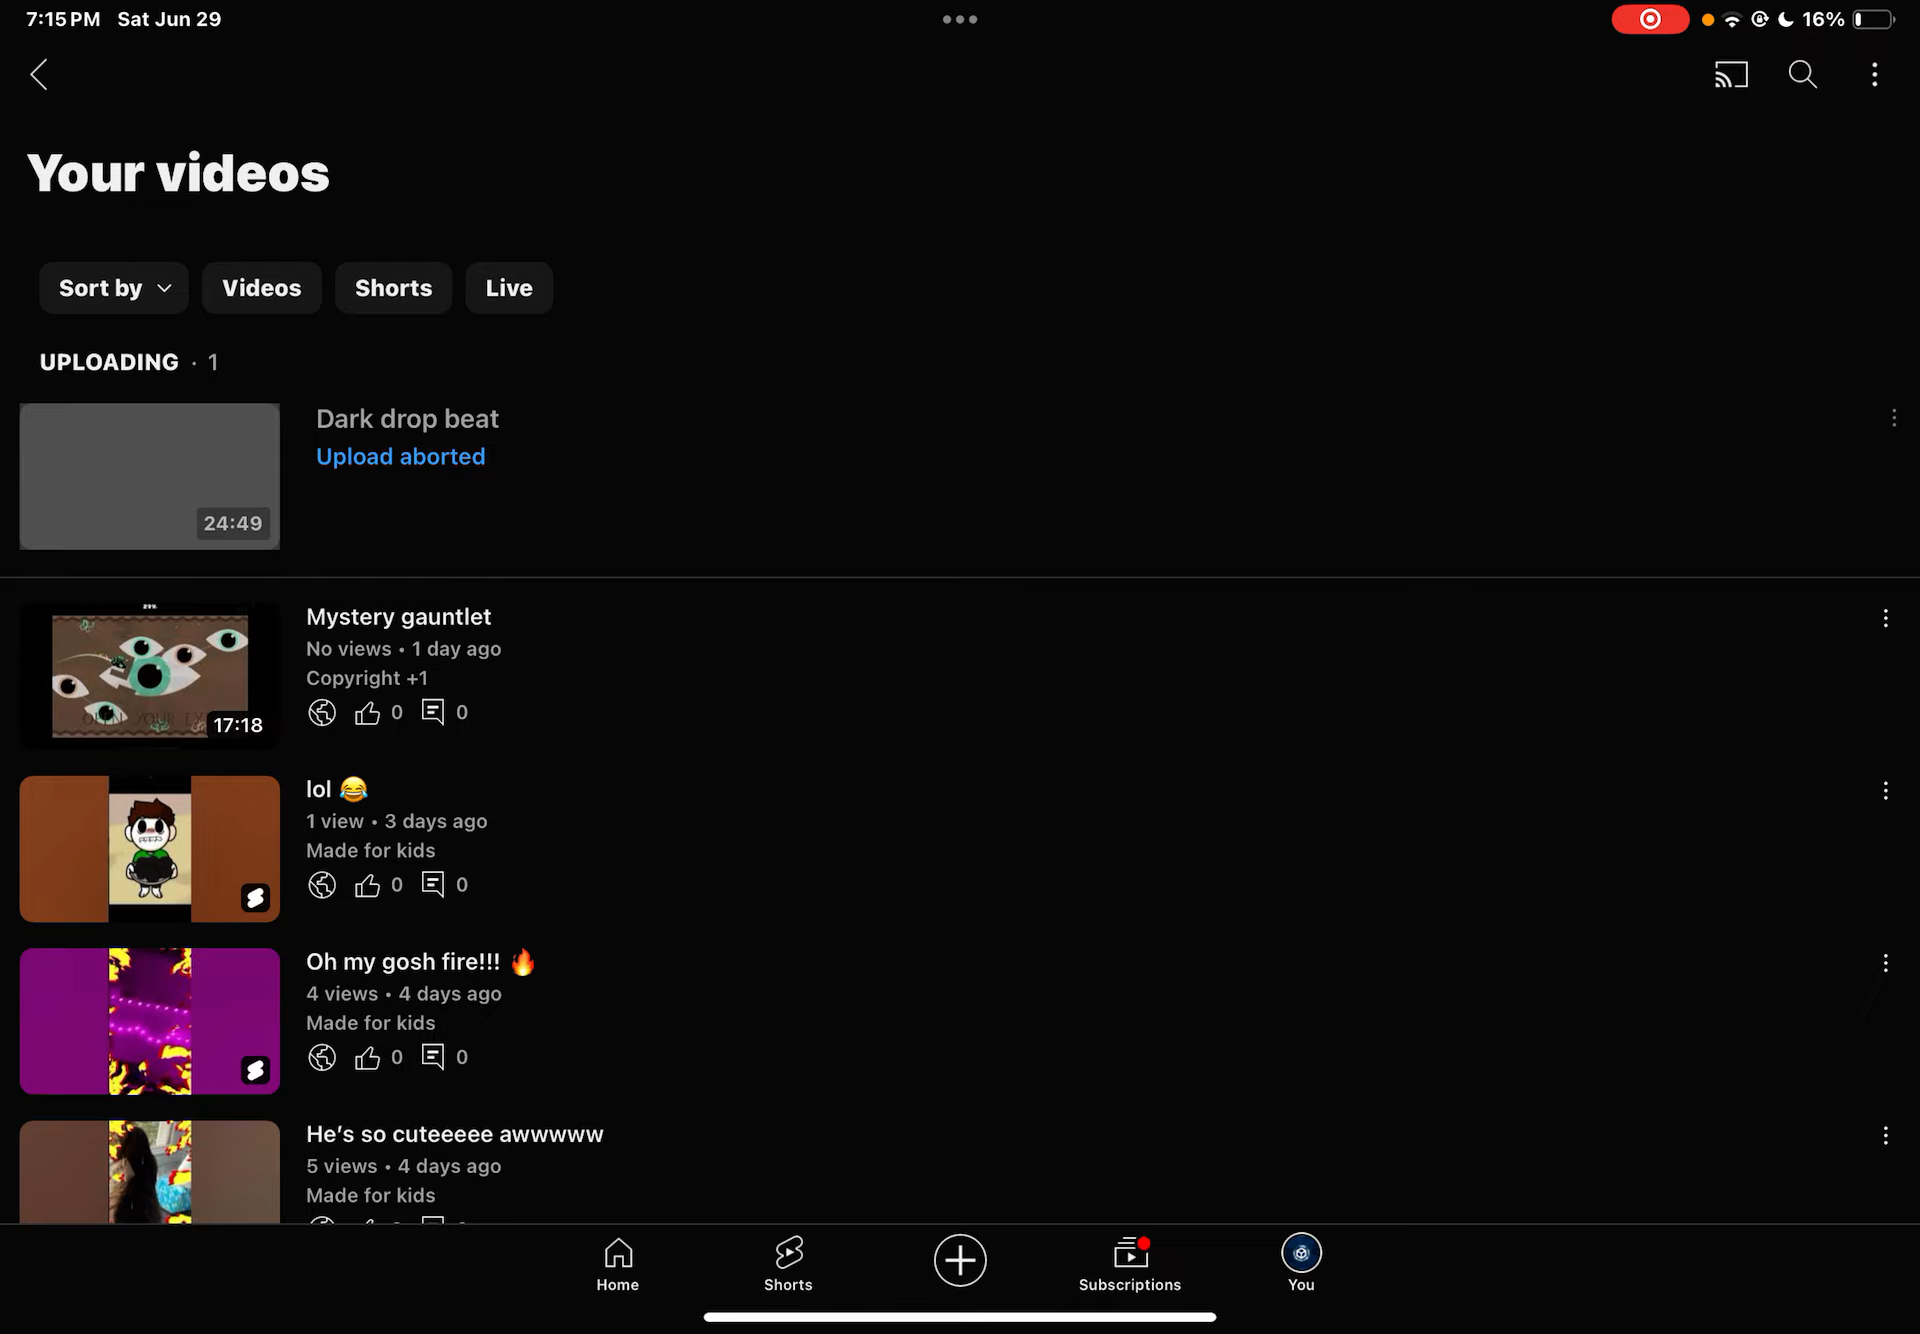 7:15 PM Sat Jun 29
16%
Your videos
Sort by
Videos
Shorts
Live
UPLOADING · 1
Dark drop beat
Upload aborted
24:49
Mystery gauntlet
No views • 1 day ago
Copyright +1
0 0
17:18
lol 😂
1 view • 3 days ago
Made for kids
0 0
Oh my gosh fire!!! 🔥
4 views • 4 days ago
Made for kids
0 0
He's so cuteeeee awwwww
5 views • 4 days ago
Made for kids
Home
Shorts
Subscriptions
You